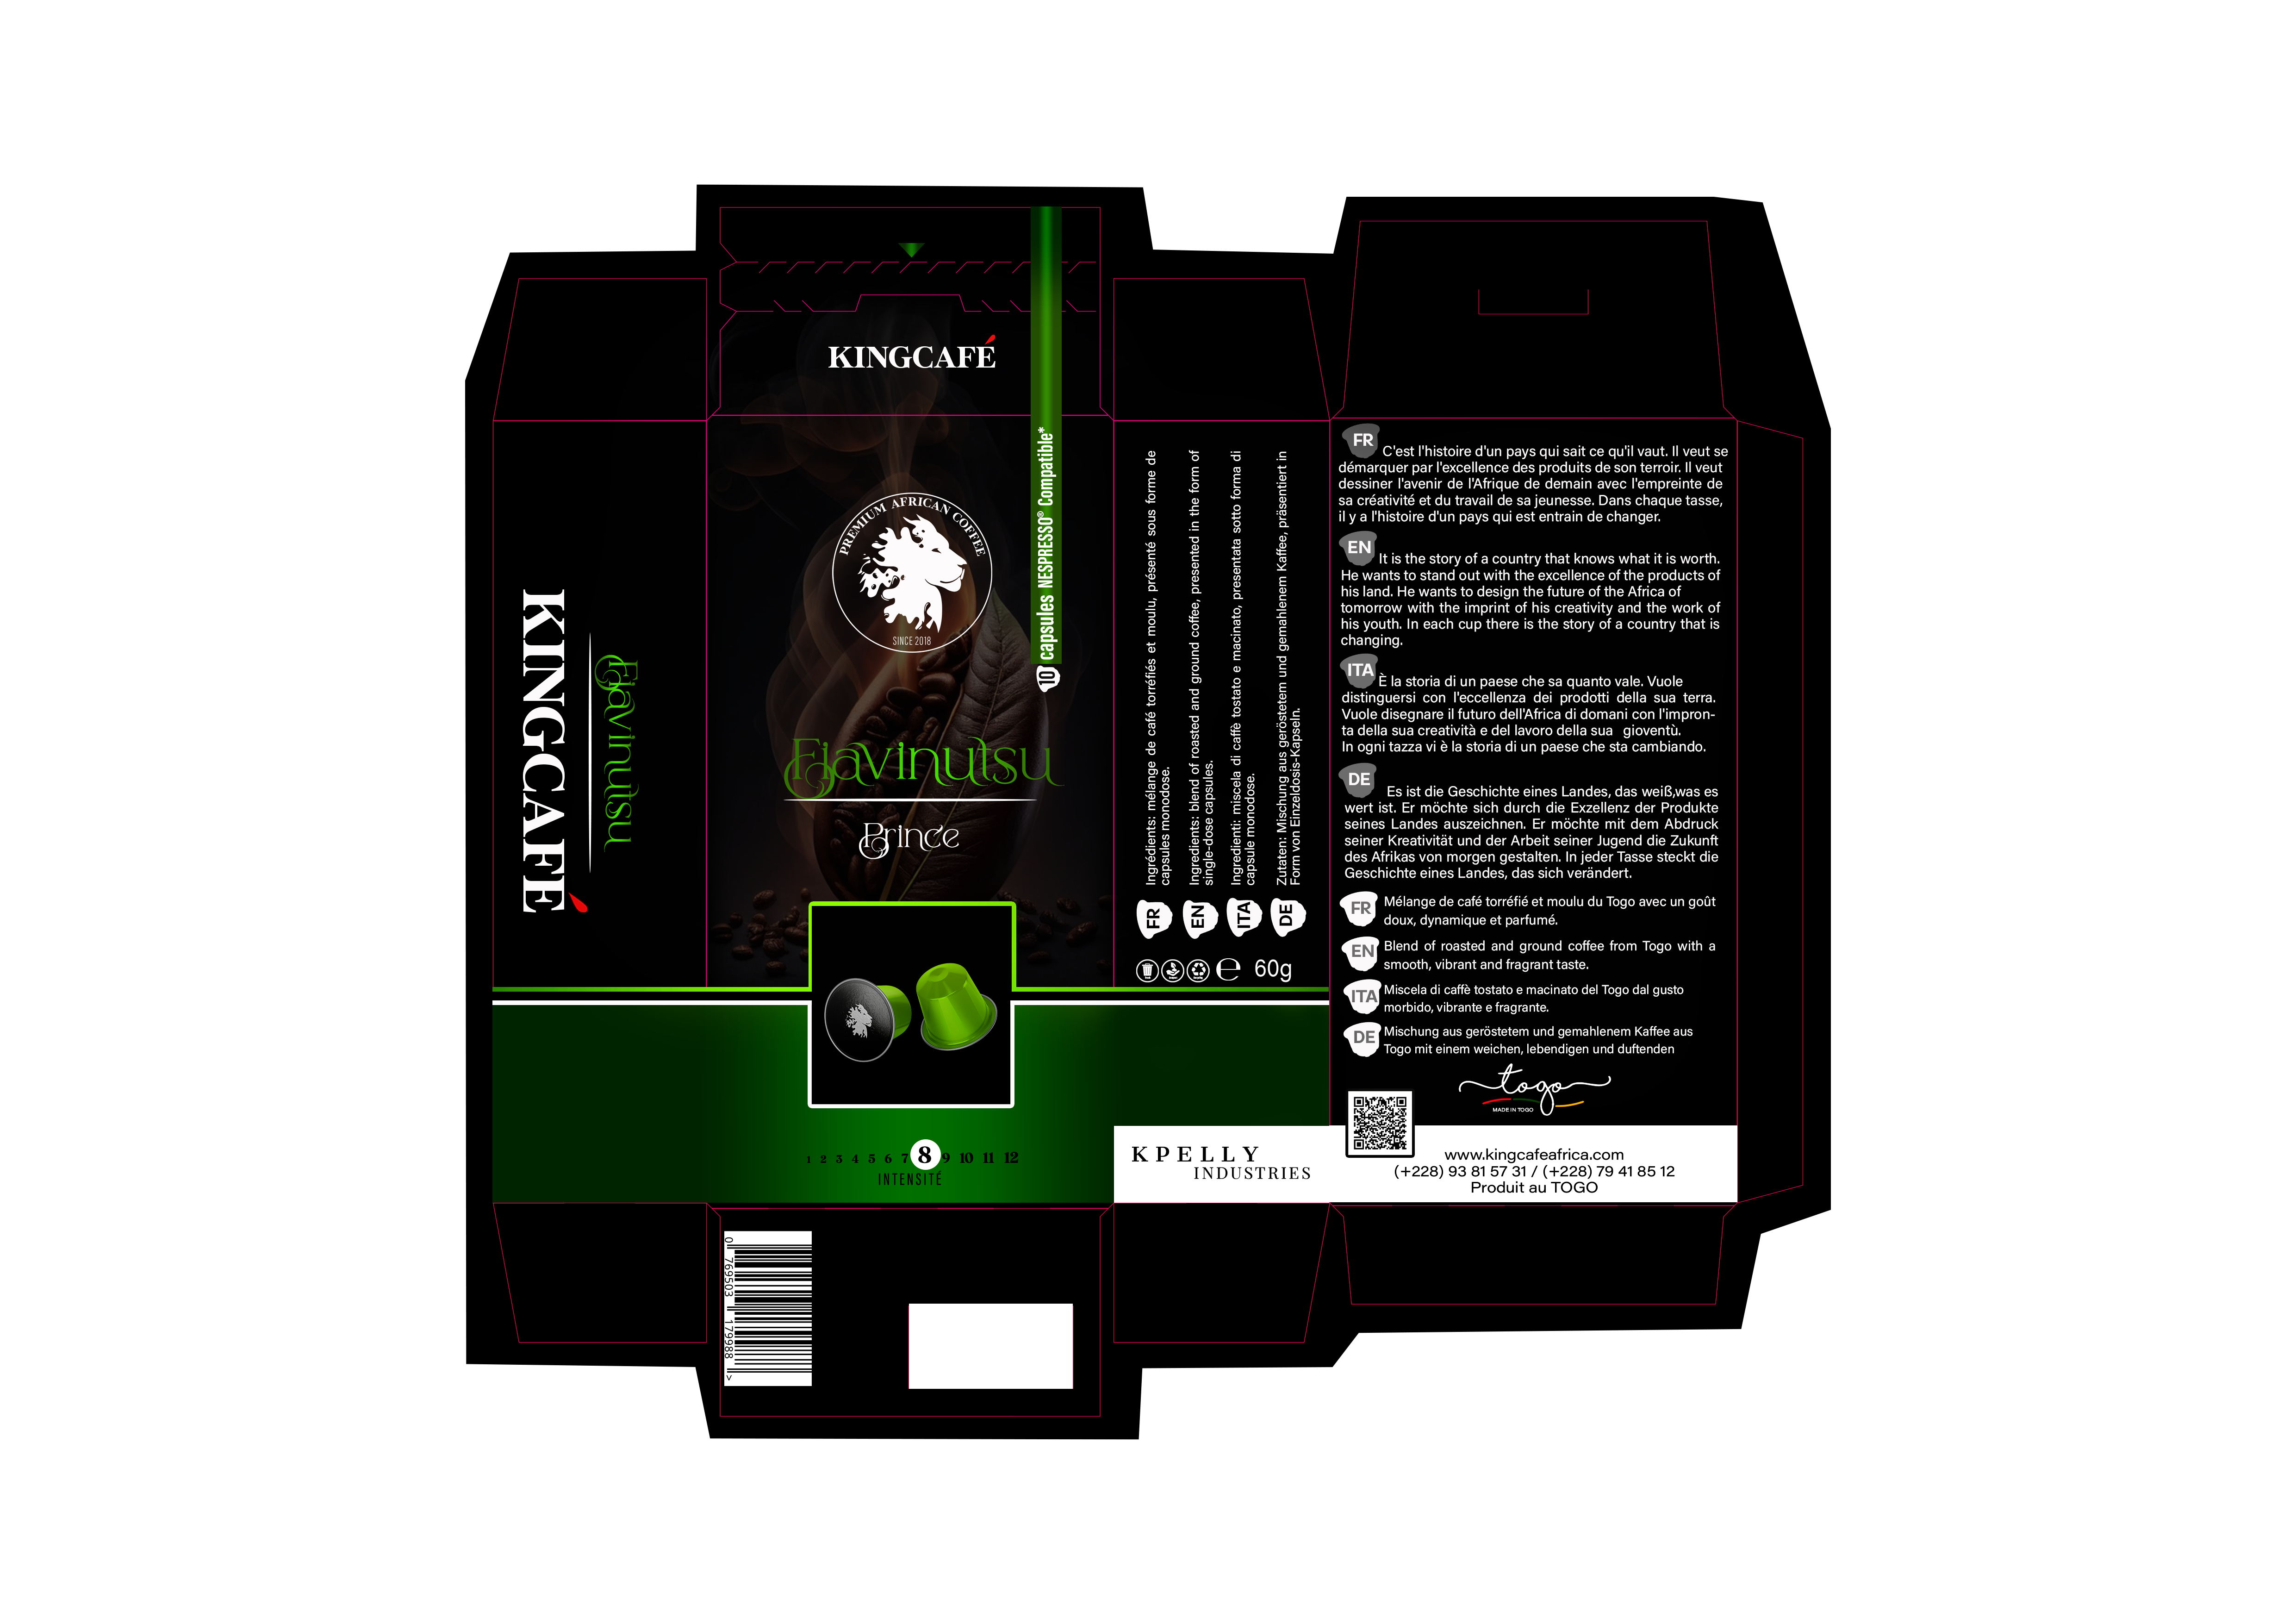 KINGCAFÉ
Flavinutsu
KINGCAFÉ
PREMIUM AFRICAN COFFEE
SINCE 2018
10 capsules NESPRESSO® Compatible*
Flavinutsu
Prince
1 2 3 4 5 6 7 8 9 10 11 12
INTENSITÉ
0 769503 179988 >
FR
Ingrédients: mélange de café torréfiés et moulu, présenté sous forme de
capsules monodose.
EN
Ingredients: blend of roasted and ground coffee, presented in the form of
single-dose capsules.
ITA
Ingredienti: miscela di caffè tostato e macinato, presentata sotto forma di
capsule monodose.
DE
Zutaten: Mischung aus geröstetem und gemahlenem Kaffee, präsentiert in
Form von Einzeldosis-Kapseln.
e 60g
KPELLY
INDUSTRIES
FR
C'est l'histoire d'un pays qui sait ce qu'il vaut. Il veut se
démarquer par l'excellence des produits de son terroir. Il veut
dessiner l'avenir de l'Afrique de demain avec l'empreinte de
sa créativité et du travail de sa jeunesse. Dans chaque tasse,
il y a l'histoire d'un pays qui est entrain de changer.
EN
It is the story of a country that knows what it is worth.
He wants to stand out with the excellence of the products of
his land. He wants to design the future of the Africa of
tomorrow with the imprint of his creativity and the work of
his youth. In each cup there is the story of a country that is
changing.
ITA
È la storia di un paese che sa quanto vale. Vuole
distinguersi con l'eccellenza dei prodotti della sua terra.
Vuole disegnare il futuro dell'Africa di domani con l'impron-
ta della sua creatività e del lavoro della sua gioventù.
In ogni tazza vi è la storia di un paese che sta cambiando.
DE
Es ist die Geschichte eines Landes, das weiß,was es
wert ist. Er möchte sich durch die Exzellenz der Produkte
seines Landes auszeichnen. Er möchte mit dem Abdruck
seiner Kreativität und der Arbeit seiner Jugend die Zukunft
des Afrikas von morgen gestalten. In jeder Tasse steckt die
Geschichte eines Landes, das sich verändert.
FR
Mélange de café torréfié et moulu du Togo avec un goût
doux, dynamique et parfumé.
EN
Blend of roasted and ground coffee from Togo with a
smooth, vibrant and fragrant taste.
ITA
Miscela di caffè tostato e macinato del Togo dal gusto
morbido, vibrante e fragrante.
DE
Mischung aus geröstetem und gemahlenem Kaffee aus
Togo mit einem weichen, lebendigen und duftenden
togo
MADE IN TOGO
www.kingcafeafrica.com
(+228) 93 81 57 31 / (+228) 79 41 85 12
Produit au TOGO